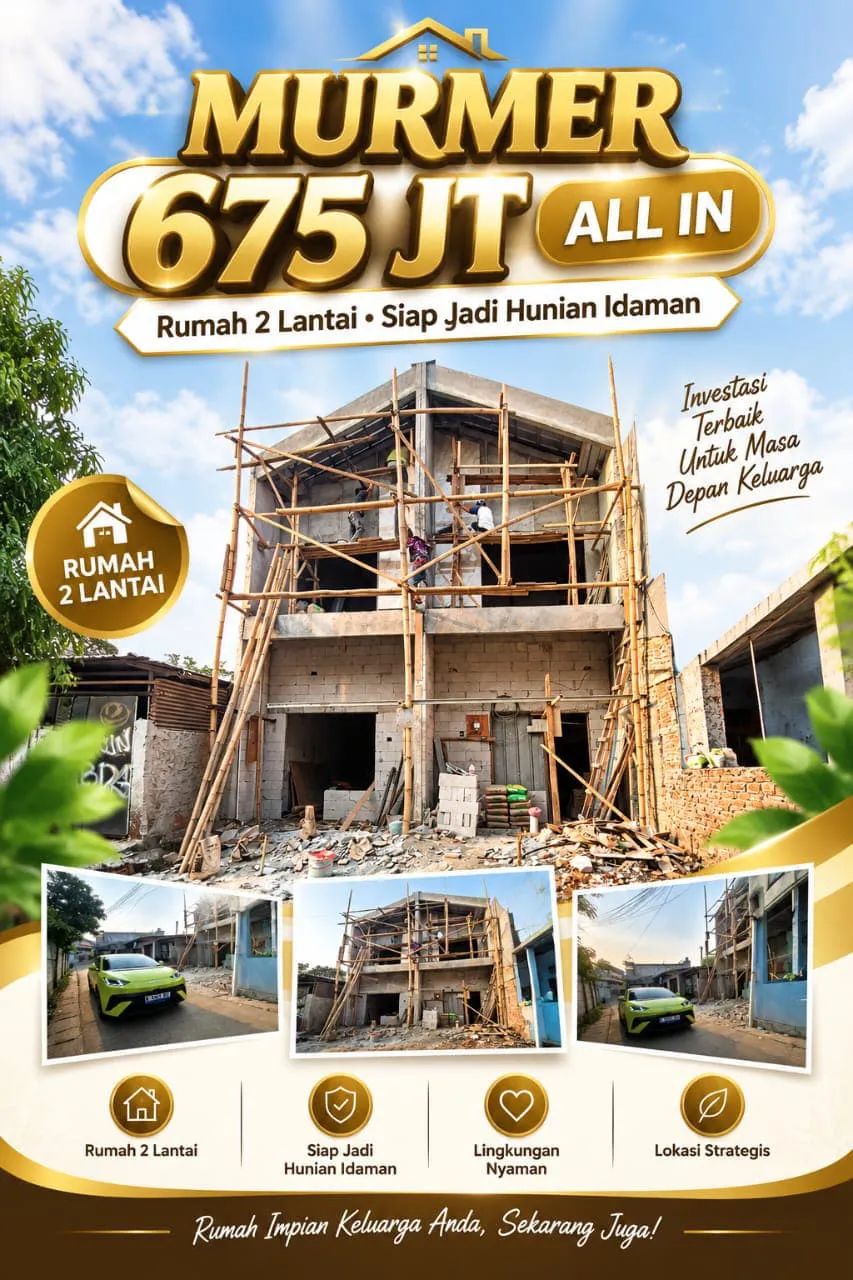 MURMER
675 JT ALL IN
Rumah 2 Lantai • Siap Jadi Hunian Idaman
Investasi
Terbaik
Untuk Masa
Depan Keluarga
RUMAH
2 LANTAI
Rumah 2 Lantai
Siap Jadi
Hunian Idaman
Lingkungan
Nyaman
Lokasi Strategis
Rumah Impian Keluarga Anda, Sekarang Juga!